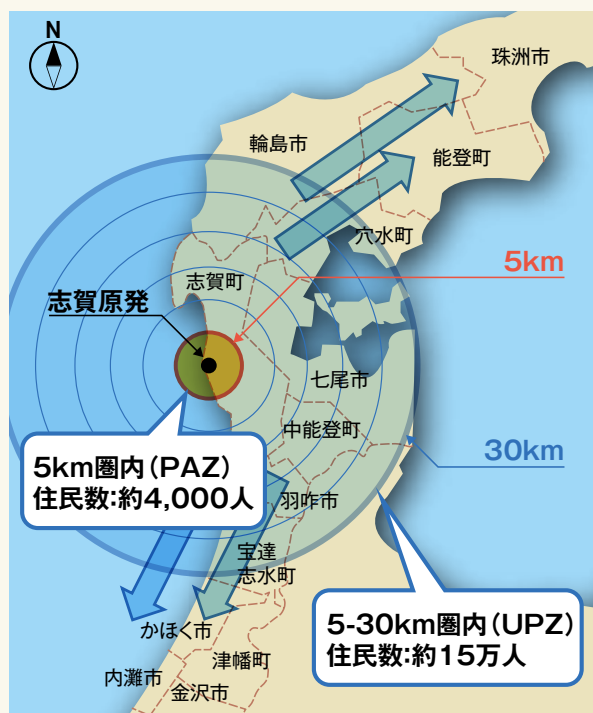 N
珠洲市
輪島市
能登町
穴水町
5km
志賀町
志賀原発
七尾市
中能登町
30km
5km圏内（PAZ）
住民数:約4,000人
羽咋市
宝達
志水町
5-30km圏内（UPZ）
住民数:約15万人
かほく市
津幡町
内灘市
金沢市